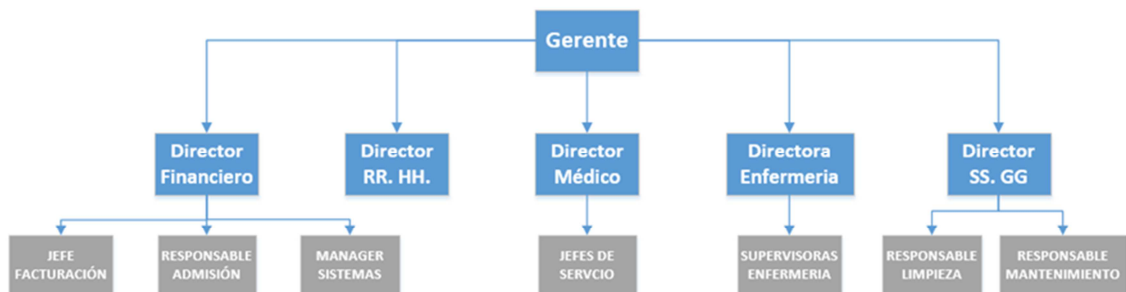 Gerente
Director
Financiero
Director
RR. HH.
Director
Médico
Directora
Enfermeria
Director
SS. GG
JEFE
FACTURACIÓN
RESPONSABLE
ADMISIÓN
MANAGER
SISTEMAS
JEFES DE
SERVCIO
SUPERVISORAS
ENFERMERIA
RESPONSABLE
LIMPIEZA
RESPONSABLE
MANTENIMIENTO